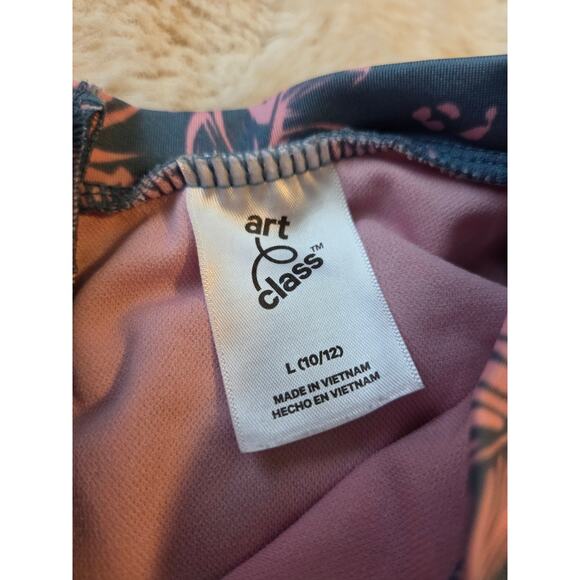 art
class™
L (10/12)
MADE IN VIETNAM
HECHO EN VIETNAM